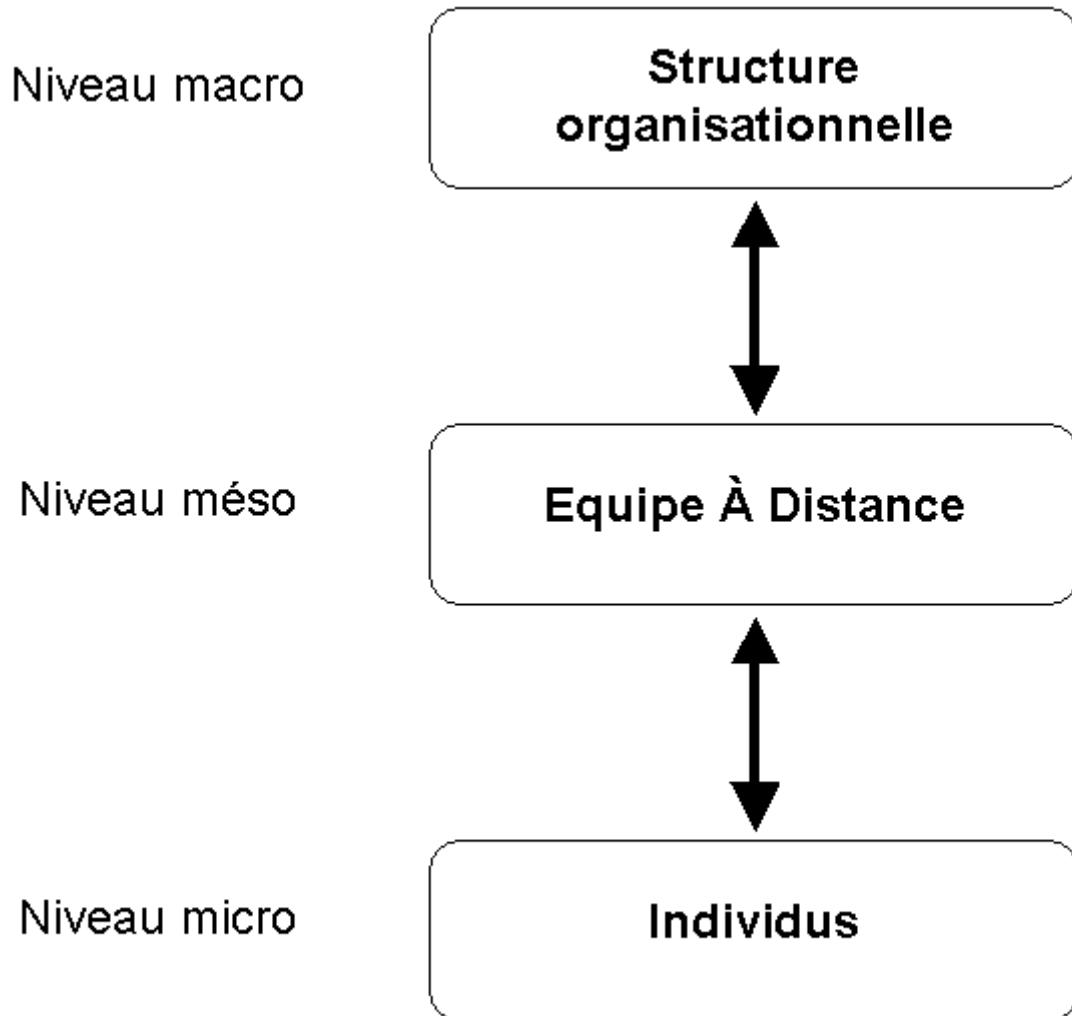 Niveau macro
Structure
organisationnelle
Niveau méso
Equipe À Distance
Niveau micro
Individus